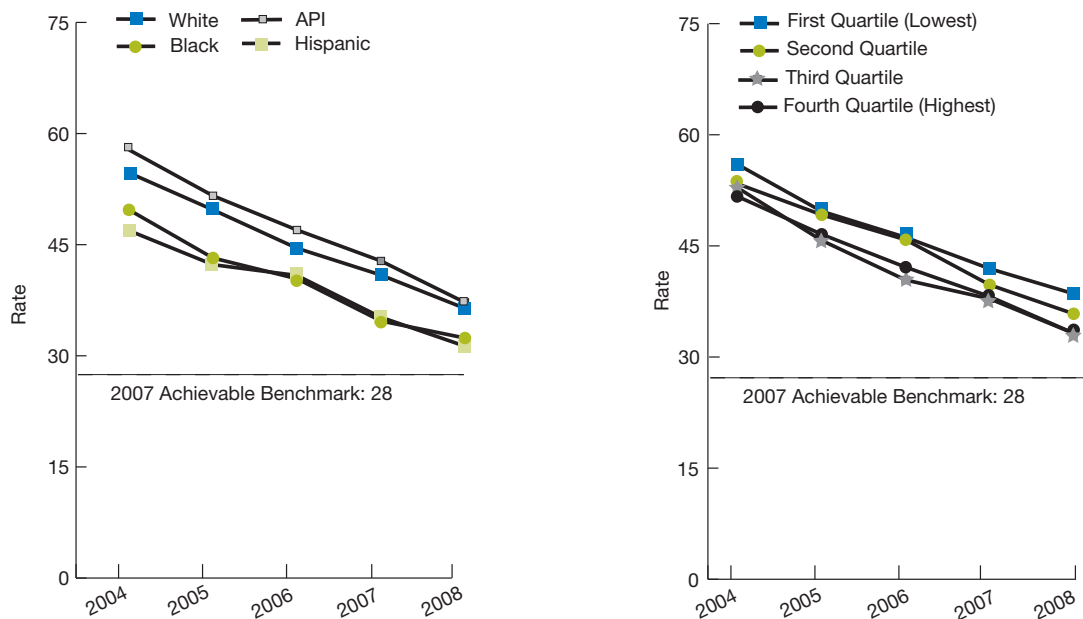 75
White
API
Black
Hispanic
60
45
Rate
30
2007 Achievable Benchmark: 28
15
0
2004
2005
2006
2007
2008
75
First Quartile (Lowest)
Second Quartile
Third Quartile
Fourth Quartile (Highest)
60
45
Rate
30
2007 Achievable Benchmark: 28
15
0
2004
2005
2006
2007
2008